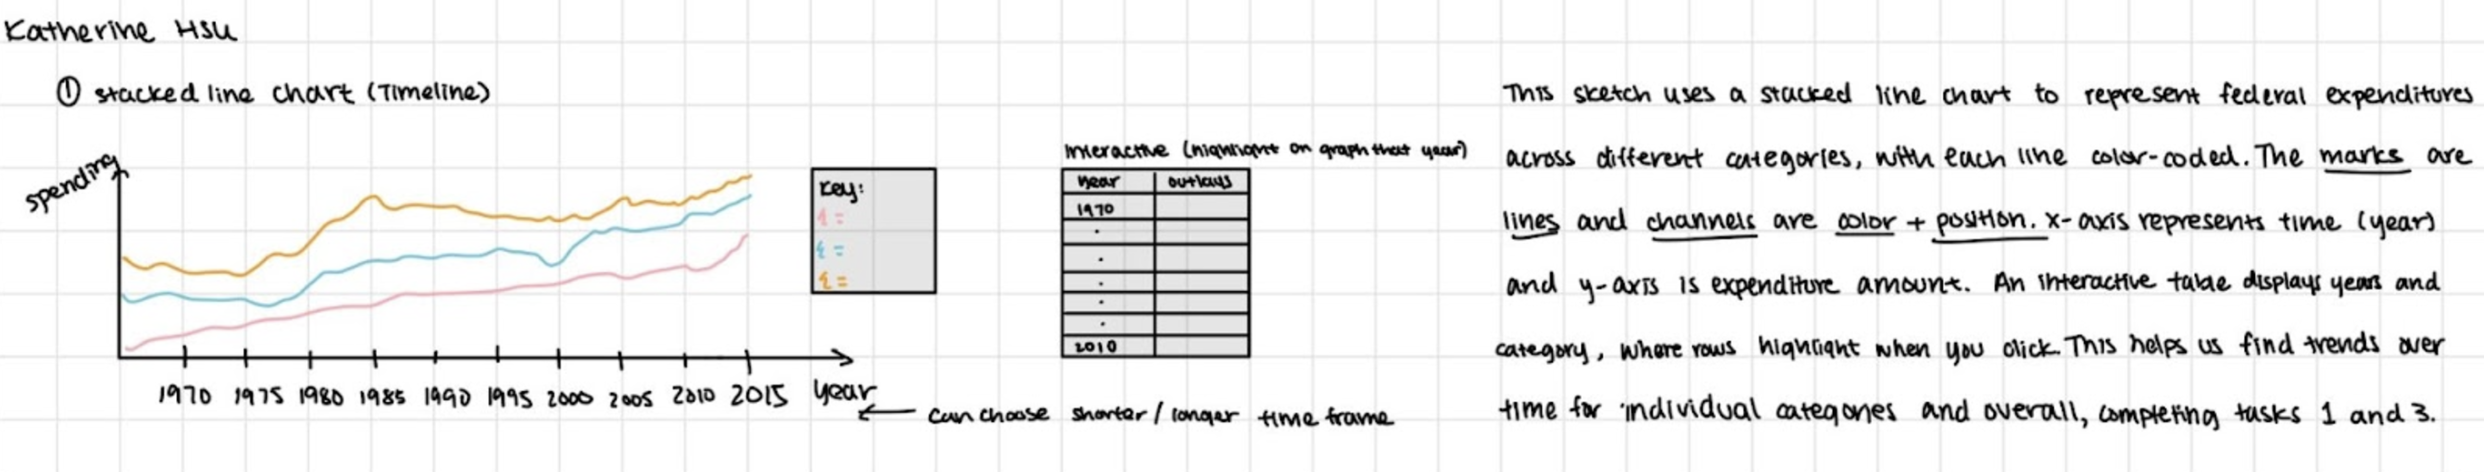 Katherine Hsu
① stacked line chart (Timeline)
spending
1970 1975 1980 1985 1990 1995 2000 2005 2010 2015 year
← can choose shorter / longer time frame
key:
=
=
=
Interactive (highlight on graph that year)
year outlays
1970
.
.
.
.
.
2010
This sketch uses a stacked line chart to represent federal expenditures
across different categories, with each line color-coded. The marks are
lines and channels are color + position. x-axis represents time (year)
and y-axis is expenditure amount. An interactive table displays years and
category, where rows highlight when you click. This helps us find trends over
time for individual categories and overall, completing tasks 1 and 3.